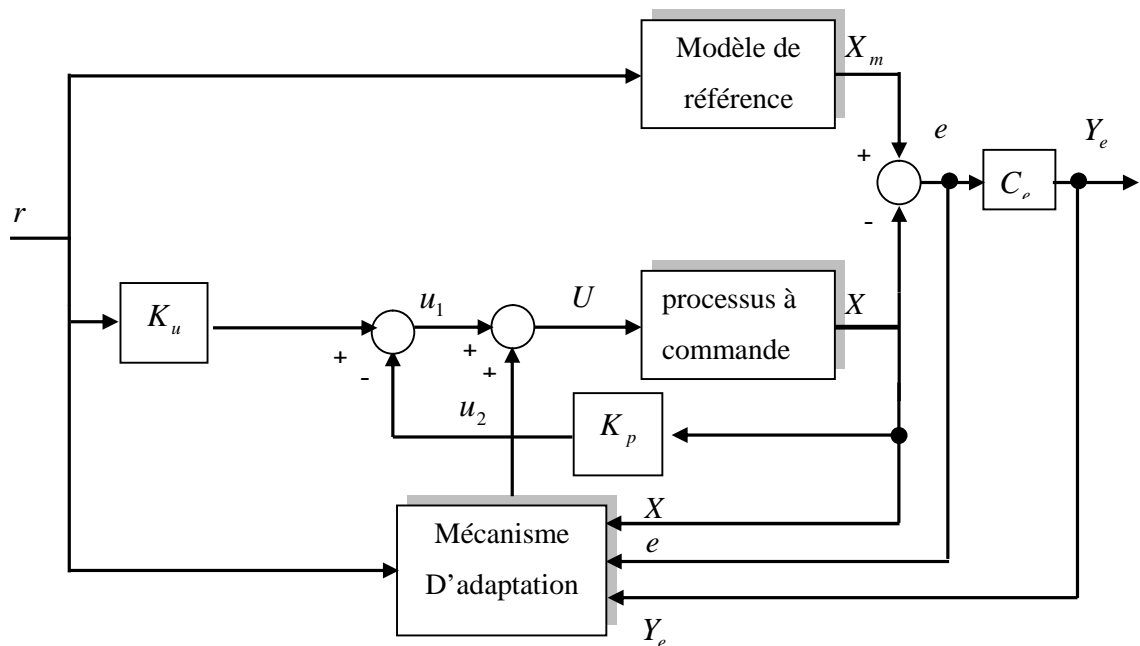 Modèle de
référence
X_m
+
e
Y_e
C_e
-
r
K_u
u_1
U
processus à
commande
X
+
-
+
+
u_2
K_p
Mécanisme
D'adaptation
X
e
Y_e